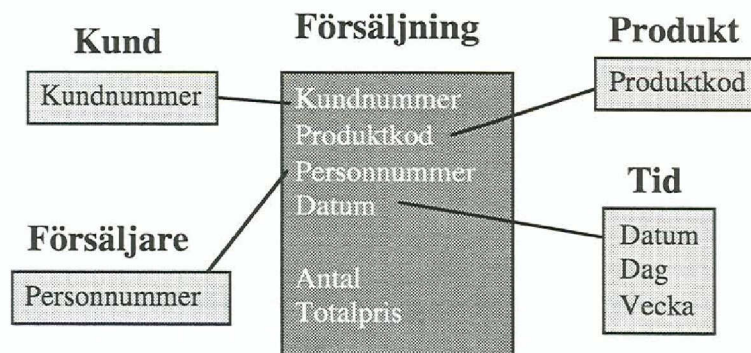 Kund
Kundnummer
Försäljning
Kundnummer
Produktkod
Personnummer
Datum
Antal
Totalpris
Produkt
Produktkod
Försäljare
Personnummer
Tid
Datum
Dag
Vecka